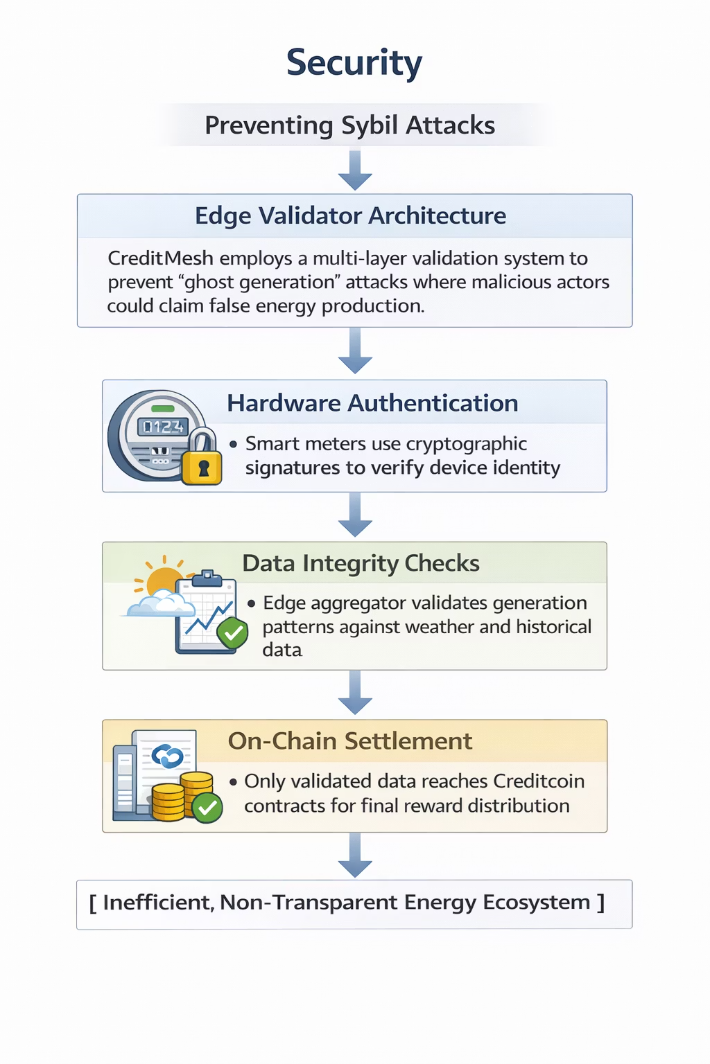 Security
Preventing Sybil Attacks
Edge Validator Architecture
CreditMesh employs a multi-layer validation system to
prevent “ghost generation” attacks where malicious actors
could claim false energy production.
Hardware Authentication
0124
• Smart meters use cryptographic
signatures to verify device identity
Data Integrity Checks
• Edge aggregator validates generation
patterns against weather and historical
data
On-Chain Settlement
• Only validated data reaches Creditcoin
contracts for final reward distribution
[ Inefficient, Non-Transparent Energy Ecosystem ]